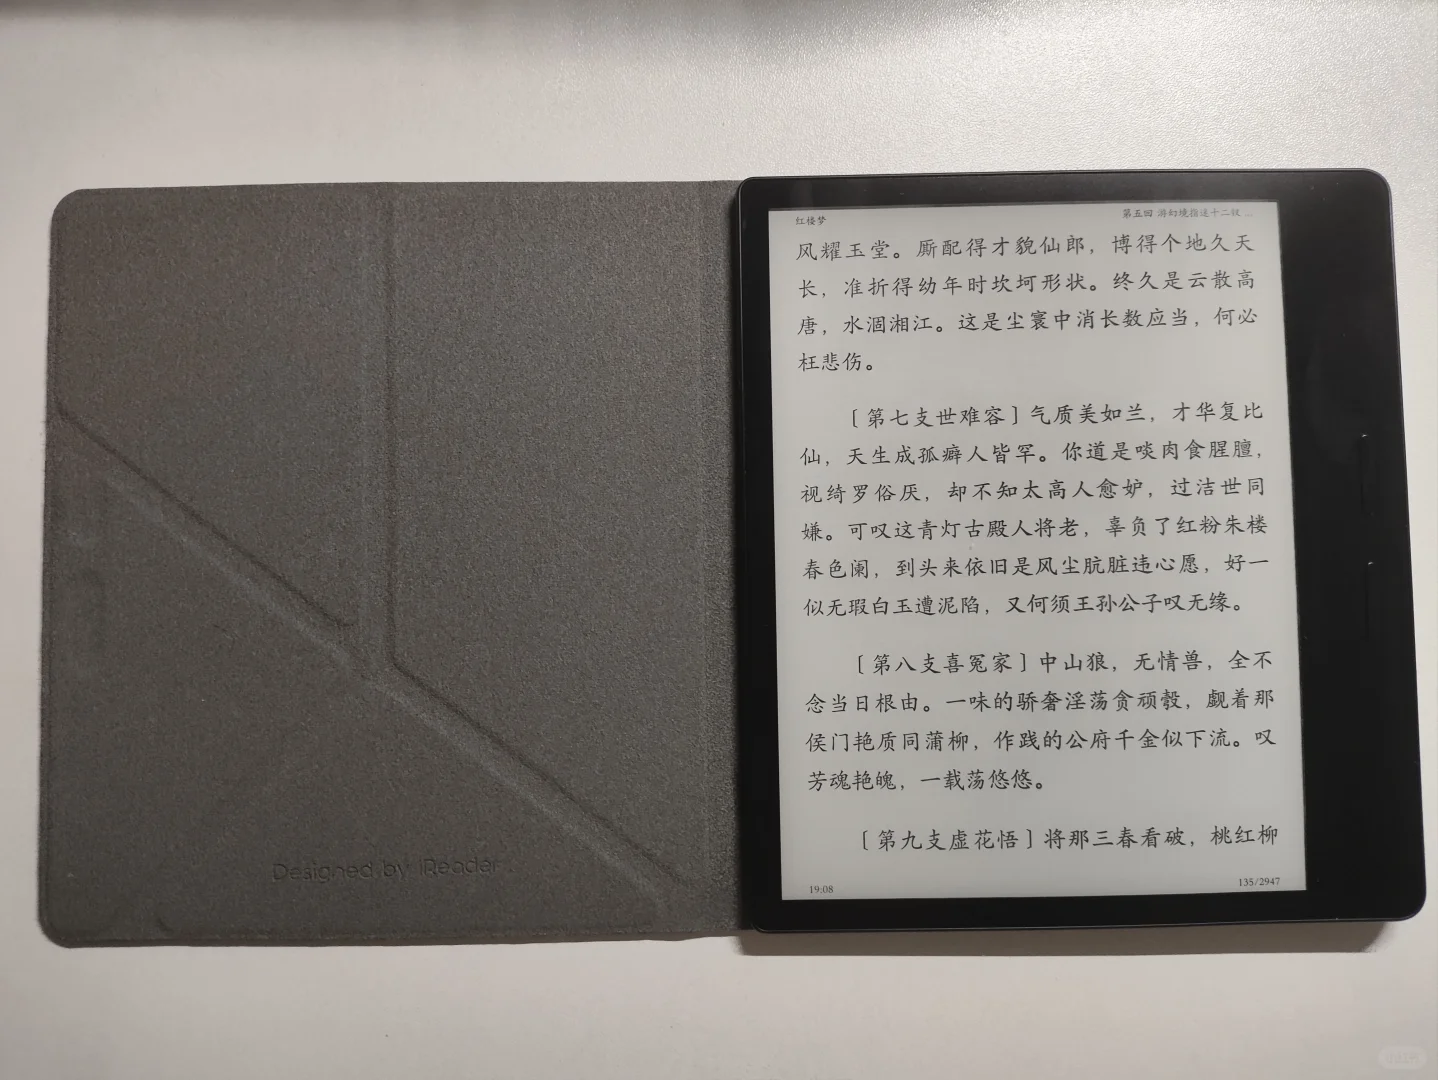 红楼梦
第五回 游幻境指迷十二钗 ...
风耀玉堂。厮配得才貌仙郎，博得个地久天
长，准折得幼年时坎坷形状。终久是云散高
唐，水涸湘江。这是尘寰中消长数应当，何必
枉悲伤。
〔第七支世难容〕气质美如兰，才华复比
仙，天生成孤癖人皆罕。你道是啖肉食腥膻，
视绮罗俗厌，却不知太高人愈妒，过洁世同
嫌。可叹这青灯古殿人将老，辜负了红粉朱楼
春色阑，到头来依旧是风尘肮脏违心愿，好一
似无瑕白玉遭泥陷，又何须王孙公子叹无缘。
〔第八支喜冤家〕中山狼，无情兽，全不
念当日根由。一味的骄奢淫荡贪顽彀，觑着那
侯门艳质同蒲柳，作践的公府千金似下流。叹
芳魂艳魄，一载荡悠悠。
〔第九支虚花悟〕将那三春看破，桃红柳
19:08
135/2947
Designed by iReader